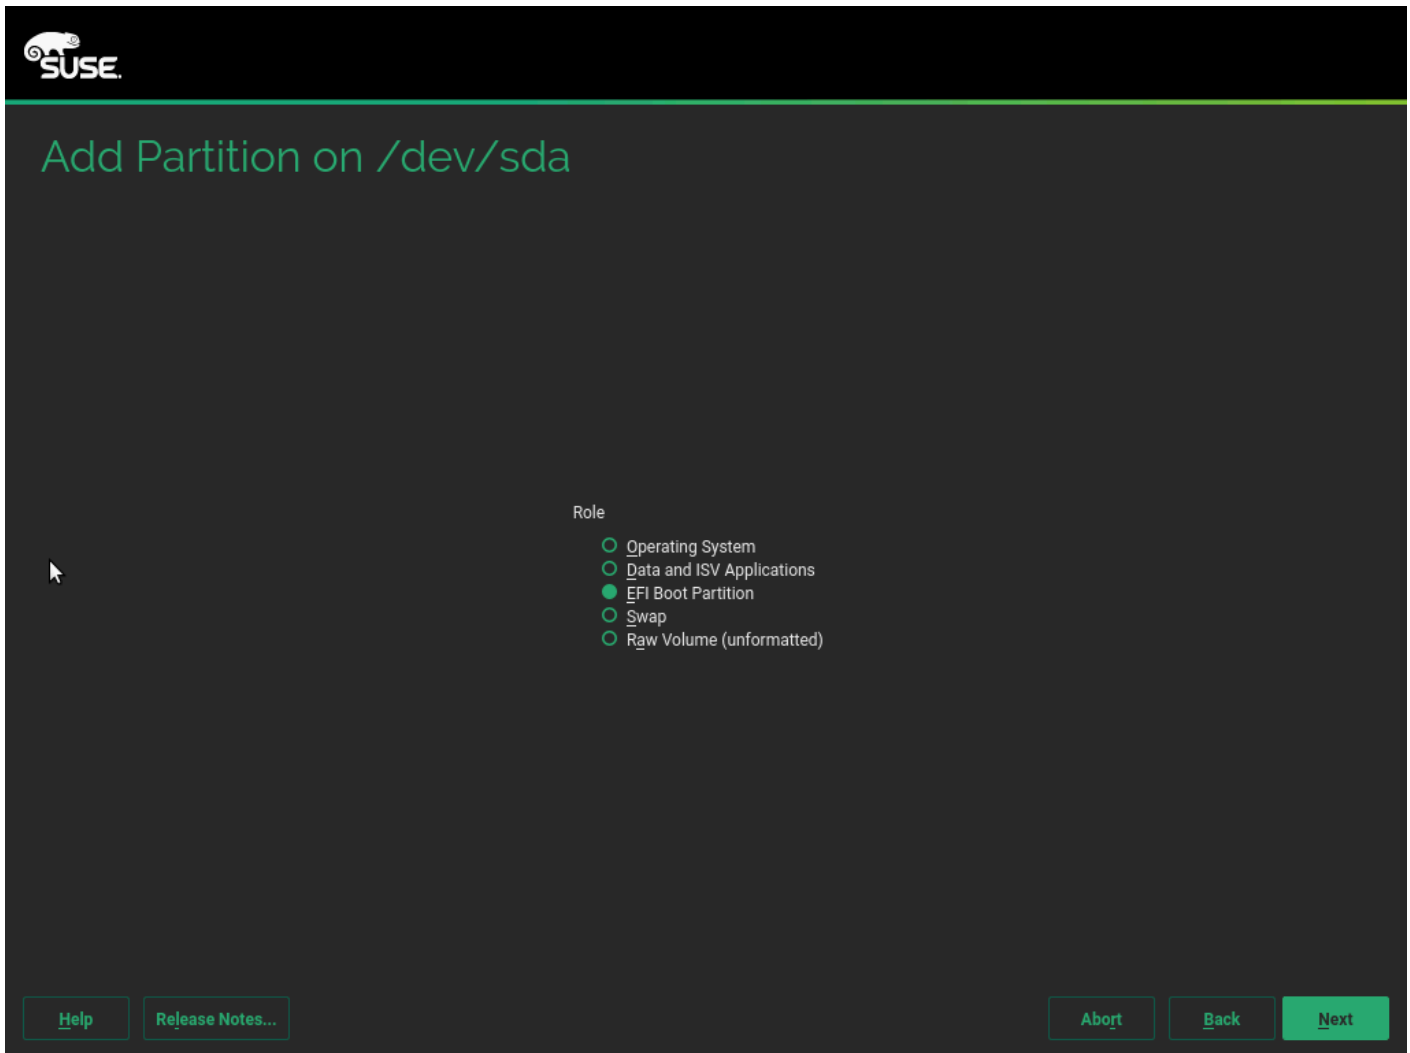 SUSE.
Add Partition on /dev/sda
Role
Operating System
Data and ISV Applications
EFI Boot Partition
Swap
Raw Volume (unformatted)
Help
Release Notes...
Abort
Back
Next